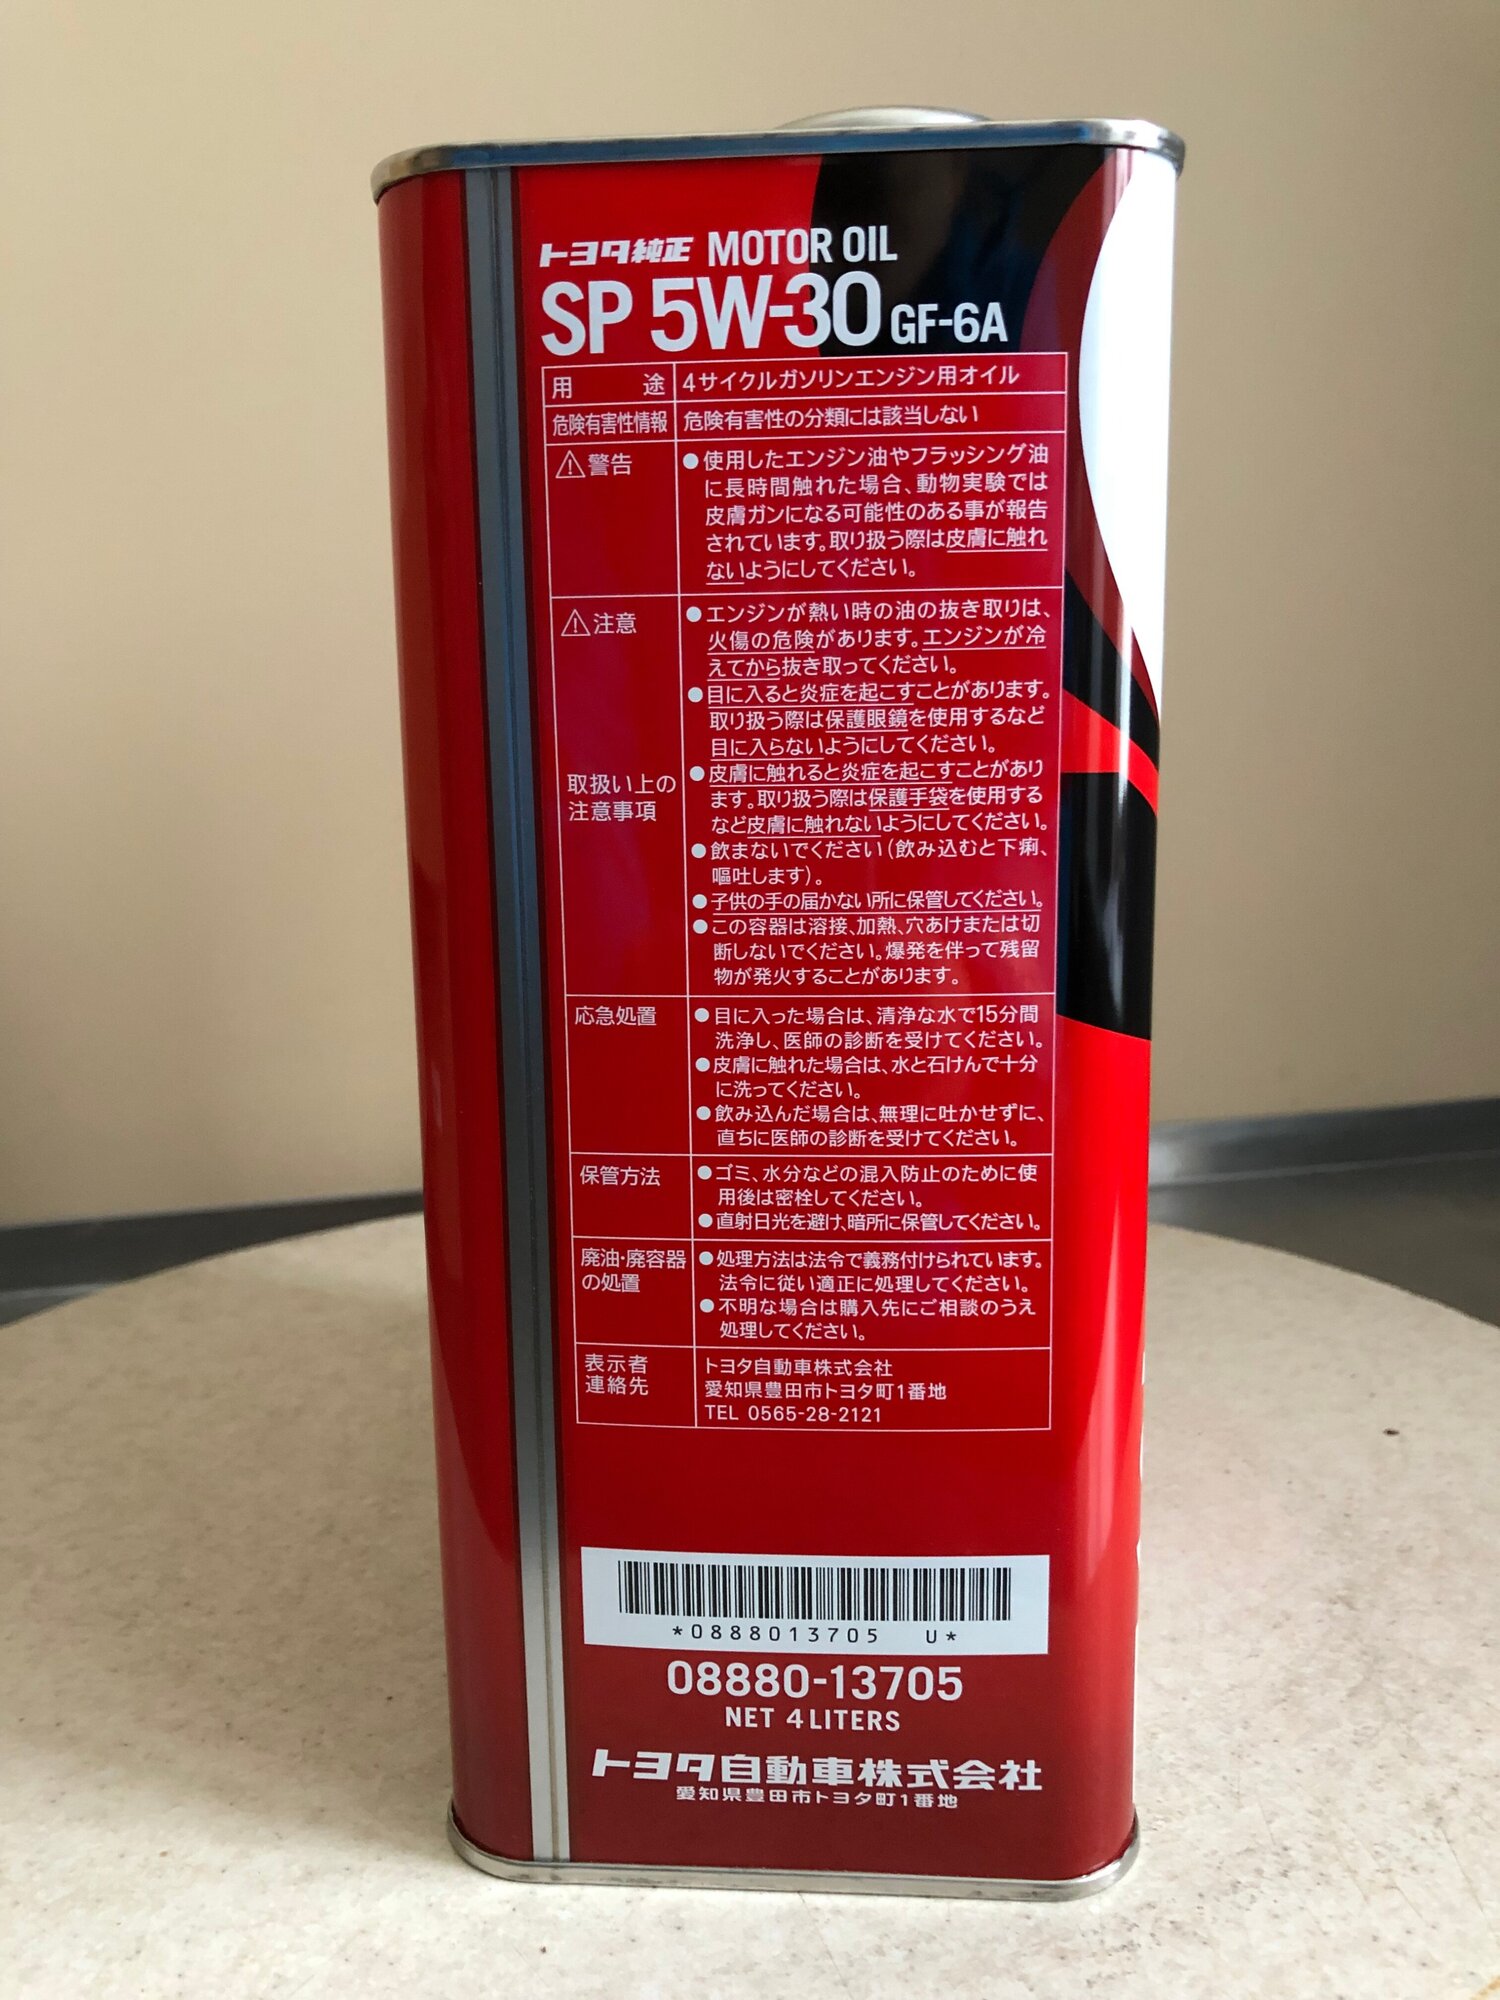 トヨタ純正 MOTOR OIL
SP 5W-30 GF-6A
用途 4サイクルガソリンエンジン用オイル
危険有害性情報 危険有害性の分類には該当しない
⚠警告 ●使用したエンジン油やフラッシング油
に長時間触れた場合、動物実験では
皮膚ガンになる可能性のある事が報告
されています。取り扱う際は皮膚に触れ
ないようにしてください。
⚠注意 ●エンジンが熱い時の油の抜き取りは、
火傷の危険があります。エンジンが冷
えてから抜き取ってください。
●目に入ると炎症を起こすことがあります。
取り扱う際は保護眼鏡を使用するなど
目に入らないようにしてください。
取扱い上の
注意事項
●皮膚に触れると炎症を起こすことがあり
ます。取り扱う際は保護手袋を使用する
など皮膚に触れないようにしてください。
●飲まないでください(飲み込むと下痢、
嘔吐します)。
●子供の手の届かない所に保管してください。
●この容器は溶接、加熱、穴あけまたは切
断しないでください。爆発を伴って残留
物が発火することがあります。
応急処置 ●目に入った場合は、清浄な水で15分間
洗浄し、医師の診断を受けてください。
●皮膚に触れた場合は、水と石けんで十分
に洗ってください。
●飲み込んだ場合は、無理に吐かせずに、
直ちに医師の診断を受けてください。
保管方法 ●ゴミ、水分などの混入防止のために使
用後は密栓してください。
●直射日光を避け、暗所に保管してください。
廃油・廃容器
の処置
●処理方法は法令で義務付けられています。
法令に従い適正に処理してください。
●不明な場合は購入先にご相談のうえ
処理してください。
表示者
連絡先
トヨタ自動車株式会社
愛知県豊田市トヨタ町1番地
TEL 0565-28-2121
*0888013705 U*
08880-13705
NET 4LITERS
トヨタ自動車株式会社
愛知県豊田市トヨタ町1番地